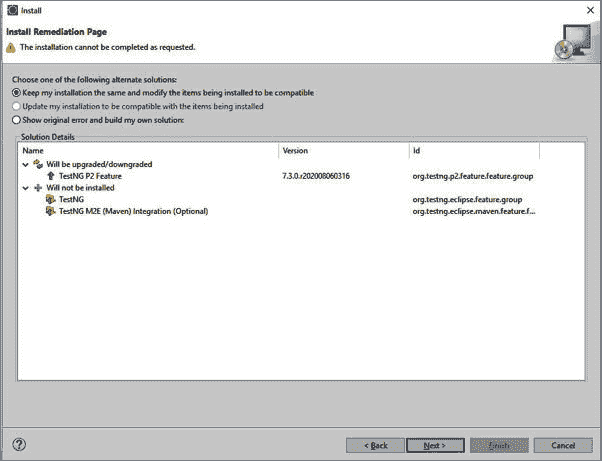 Install
Install Remediation Page
The installation cannot be completed as requested.
Choose one of the following alternate solutions:
Keep my installation the same and modify the items being installed to be compatible
Update my installation to be compatible with the items being installed
Show original error and build my own solution:
Solution Details
Name Version Id
Will be upgraded/downgraded
TestNG P2 Feature 7.3.0.r202008060316 org.testng.p2.feature.feature.group
Will not be installed
TestNG org.testng.eclipse.feature.group
TestNG M2E (Maven) Integration (Optional) org.testng.eclipse.maven.feature.f...
< Back Next > Finish Cancel